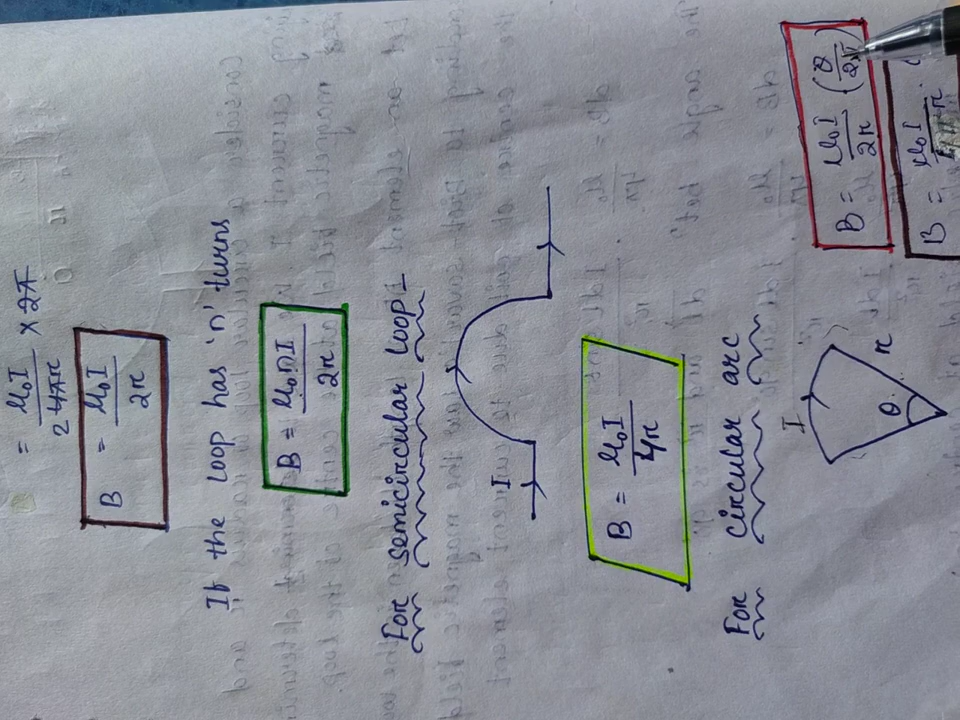 = μ₀I / 2 4πr × 2π
B = μ₀I / 2r
If the loop has 'n' turns
B = μ₀nI / 2r
For semicircular loop -
I
B = μ₀I / 4r
For circular arc
I
θ
r
B = μ₀I / 2r (θ / 2π)
B = μ₀I